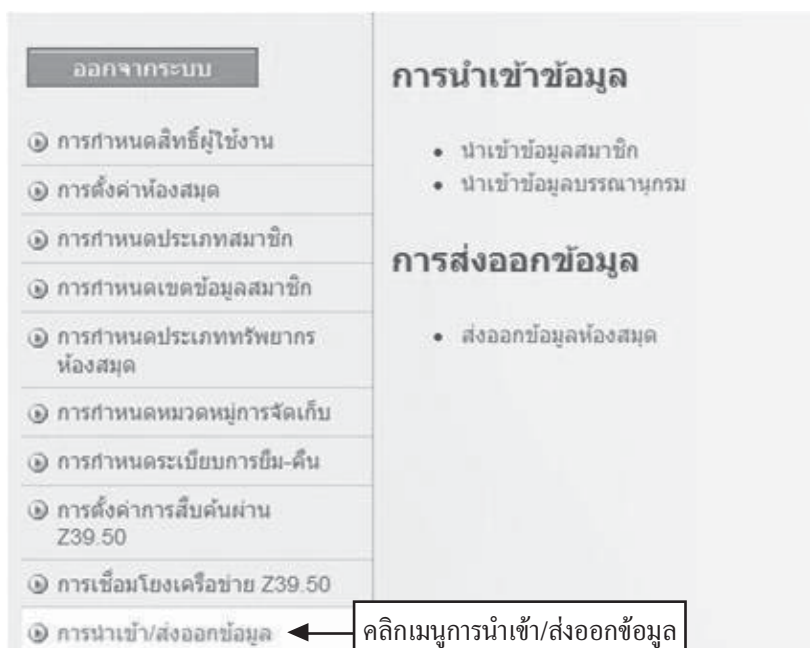 ออกจากระบบ
การกำหนดสิทธิ์ผู้ใช้งาน
การตั้งค่าห้องสมุด
การกำหนดประเภทสมาชิก
การกำหนดเขตข้อมูลสมาชิก
การกำหนดประเภททรัพยากร
ห้องสมุด
การกำหนดหมวดหมู่การจัดเก็บ
การกำหนดระเบียบการยืม-คืน
การตั้งค่าการสืบค้นผ่าน
Z39.50
การเชื่อมโยงเครือข่าย Z39.50
การนำเข้า/ส่งออกข้อมูล
การนำเข้าข้อมูล
นำเข้าข้อมูลสมาชิก
นำเข้าข้อมูลบรรณานุกรม
การส่งออกข้อมูล
ส่งออกข้อมูลห้องสมุด
คลิกเมนูการนำเข้า/ส่งออกข้อมูล